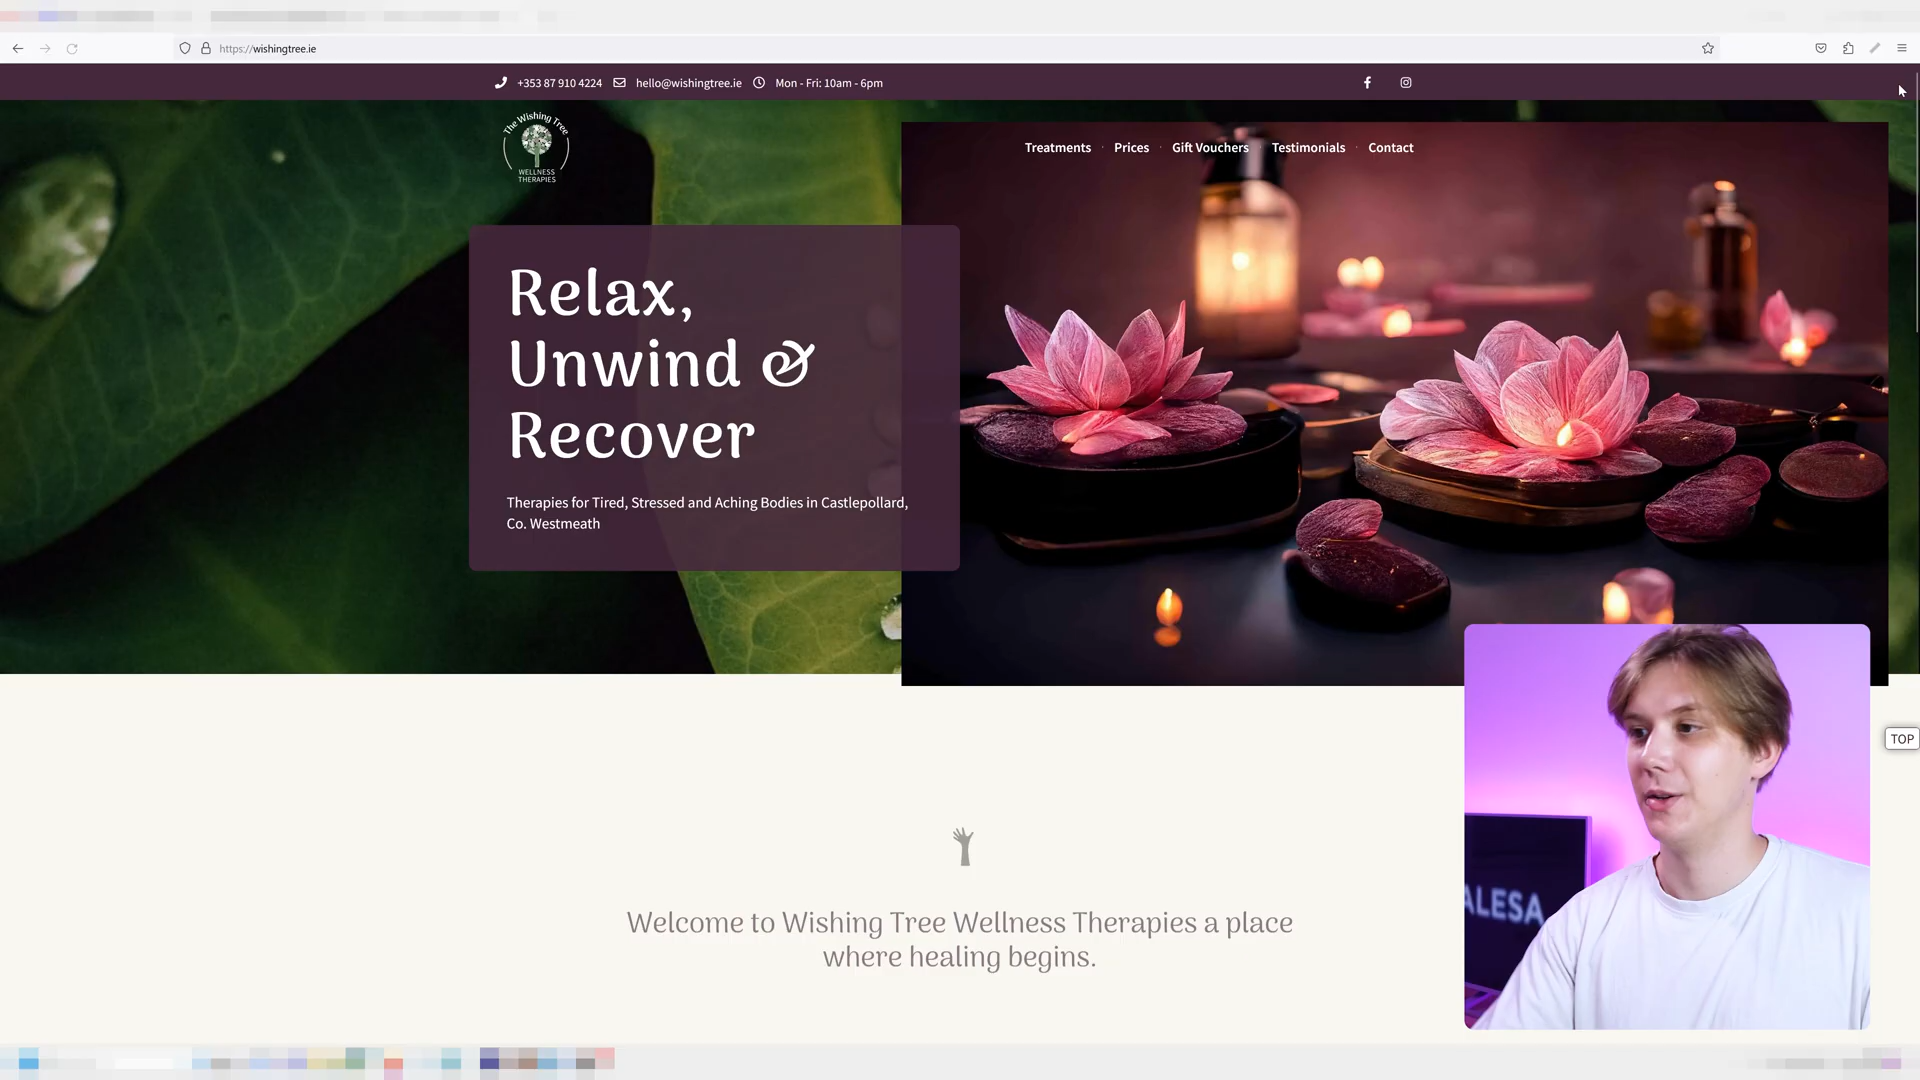 https://wishingtree.ie
+353 87 910 4224 hello@wishingtree.ie Mon - Fri: 10am - 6pm
The Wishing Tree
WELLNESS
THERAPIES
Treatments Prices Gift Vouchers Testimonials Contact
Relax,
Unwind &
Recover
Therapies for Tired, Stressed and Aching Bodies in Castlepollard,
Co. Westmeath
TOP
ALESA
Welcome to Wishing Tree Wellness Therapies a place
where healing begins.